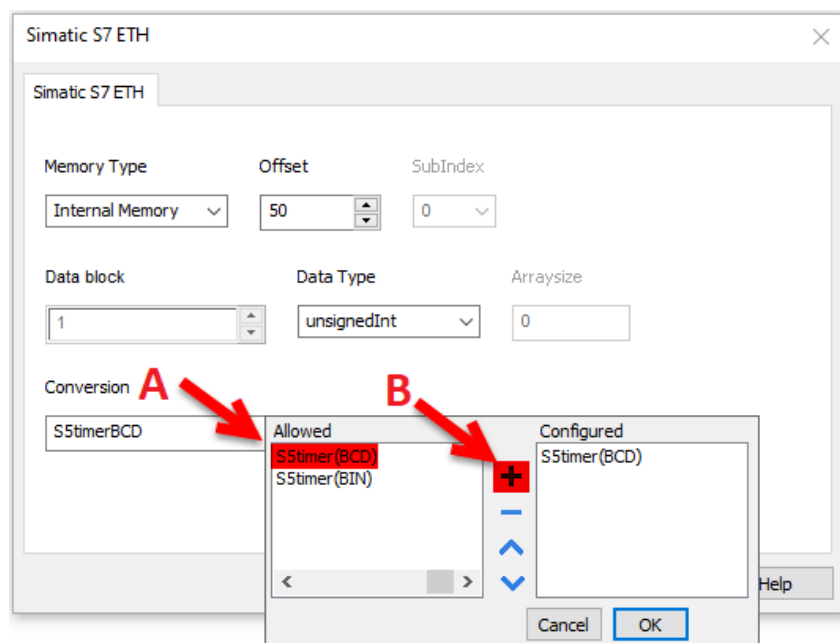 Simatic S7 ETH
Simatic S7 ETH
Memory Type Offset SubIndex
Internal Memory 50 0
Data block Data Type Arraysize
1 unsignedInt 0
Conversion A B
S5timerBCD
Allowed Configured
S5timer(BCD) S5timer(BCD)
S5timer(BIN)
Help
Cancel OK